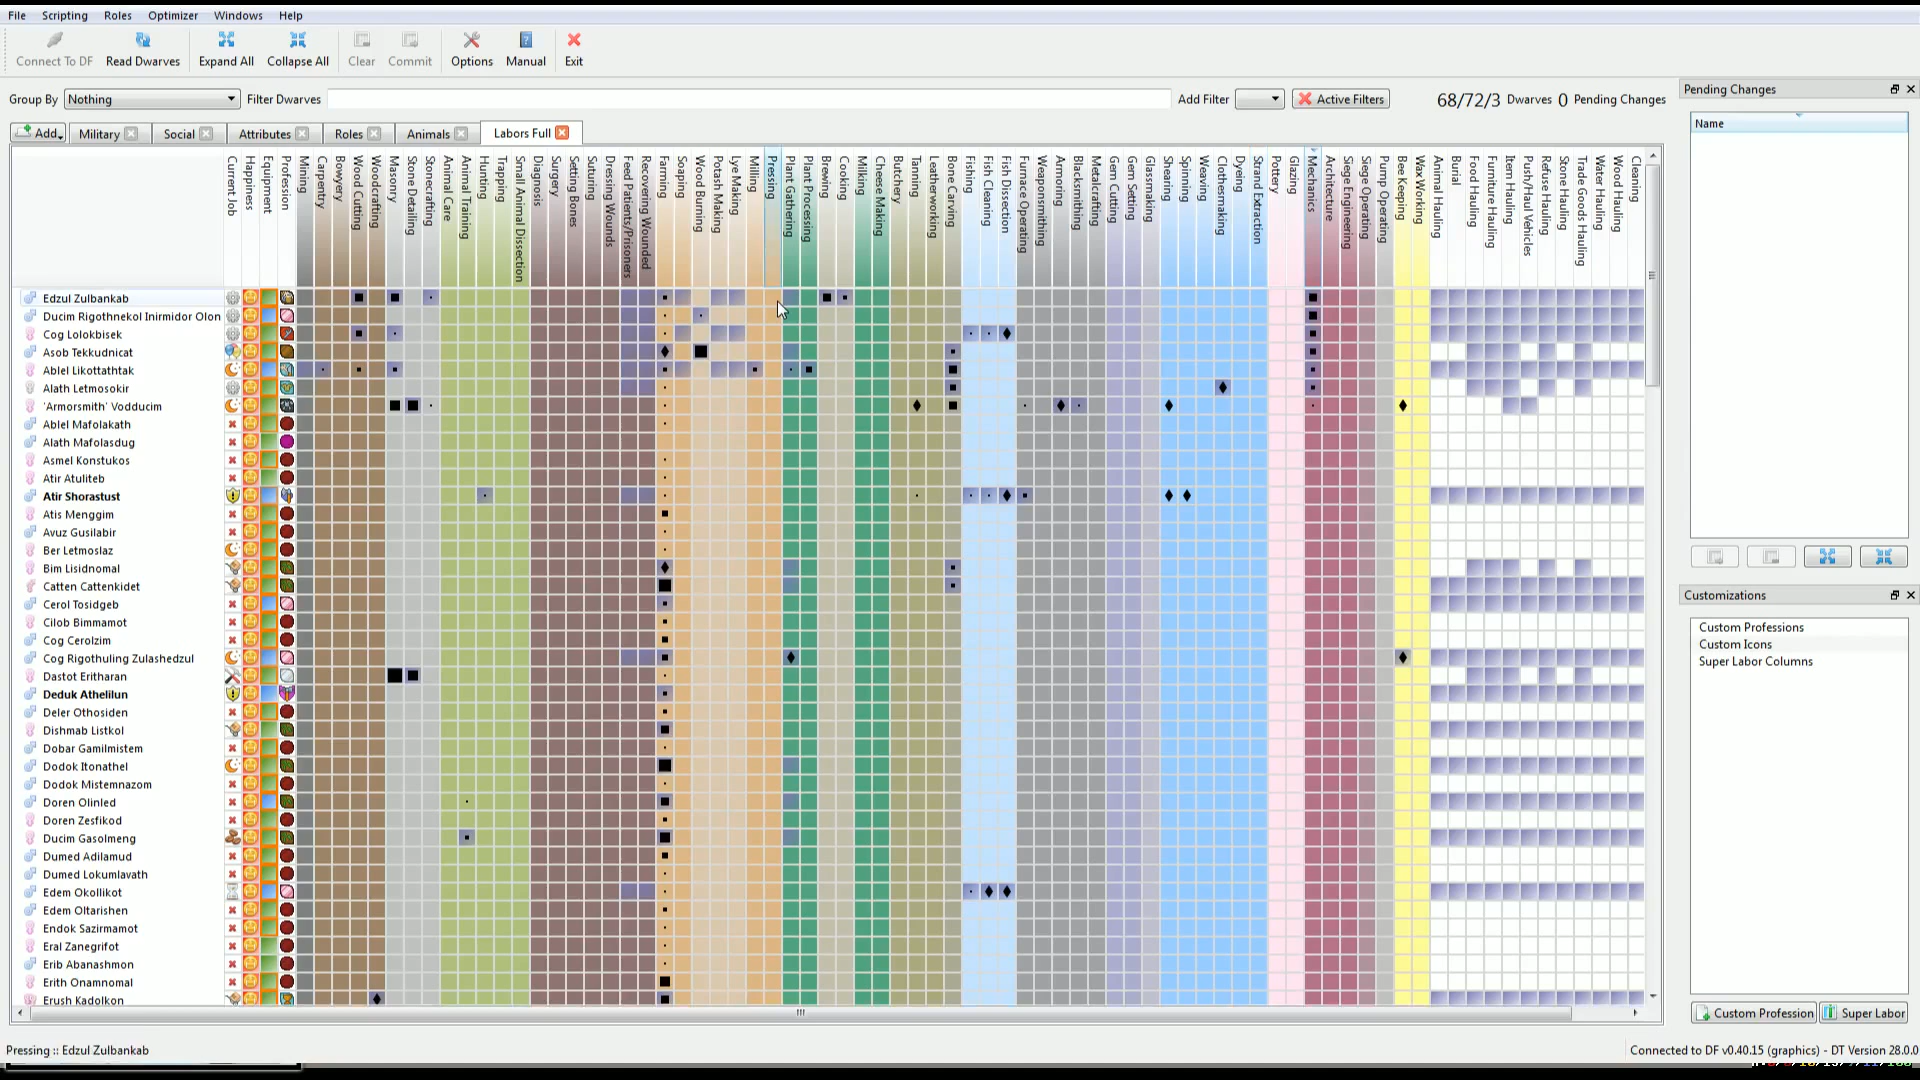 File Scripting Roles Optimizer Windows Help
Connect To DF Read Dwarves Expand All Collapse All Clear Commit Options Manual Exit
Group By Nothing Filter Dwarves Add Filter Active Filters 68/72/3 Dwarves 0 Pending Changes
Add Military Social Attributes Roles Animals Labors Full
Current Job
Happiness
Equipment
Profession
Mining
Carpentry
Bowyery
Wood Cutting
Woodcrafting
Masonry
Stone Detailing
Stonecrafting
Animal Care
Animal Training
Hunting
Trapping
Small Animal Dissection
Diagnosis
Surgery
Setting Bones
Suturing
Dressing Wounds
Feed Patients/Prisoners
Recovering Wounded
Farming
Soaping
Wood Burning
Potash Making
Lye Making
Milling
Pressing
Plant Gathering
Plant Processing
Brewing
Cooking
Milking
Cheese Making
Butchery
Tanning
Leatherworking
Bone Carving
Fishing
Fish Cleaning
Fish Dissection
Furnace Operating
Weaponsmithing
Armoring
Blacksmithing
Metalcrafting
Gem Cutting
Gem Setting
Glassmaking
Shearing
Spinning
Weaving
Clothesmaking
Dyeing
Strand Extraction
Pottery
Glazing
Mechanics
Architecture
Siege Engineering
Siege Operating
Pump Operating
Bee Keeping
Wax Working
Animal Hauling
Burial
Food Hauling
Furniture Hauling
Item Hauling
Push/Haul Vehicles
Refuse Hauling
Stone Hauling
Trade Goods Hauling
Water Hauling
Wood Hauling
Cleaning
Edzul Zulbankab
Ducim Rigothnekol Inirmidor Olon
Cog Lolokbisek
Asob Tekkudnicat
Ablel Likottathtak
Alath Letmosokir
'Armorsmith' Vodducim
Ablel Mafolakath
Alath Mafolasdug
Asmel Konstukos
Atir Atuliteb
Atir Shorastust
Atis Menggim
Avuz Gusilabir
Ber Letmoslaz
Bim Lisidnomal
Catten Cattenkidet
Cerol Tosidgeb
Cilob Bimmamot
Cog Cerolzim
Cog Rigothuling Zulashedzul
Dastot Eritharan
Deduk Athelilun
Deler Othosiden
Dishmab Listkol
Dobar Gamilmistem
Dodok Itonathel
Dodok Mistemnazom
Doren Olinled
Doren Zesfikod
Ducim Gasolmeng
Dumed Adilamud
Dumed Lokumlavath
Edem Okollikot
Edem Oltarishen
Endok Sazirmamot
Eral Zanegrifot
Erib Abanashmon
Erith Onamnomal
Erush Kadolkon
Pending Changes
Name
Customizations
Custom Professions
Custom Icons
Super Labor Columns
Custom Profession Super Labor
Pressing :: Edzul Zulbankab
Connected to DF v0.40.15 (graphics) - DT Version 28.0.0